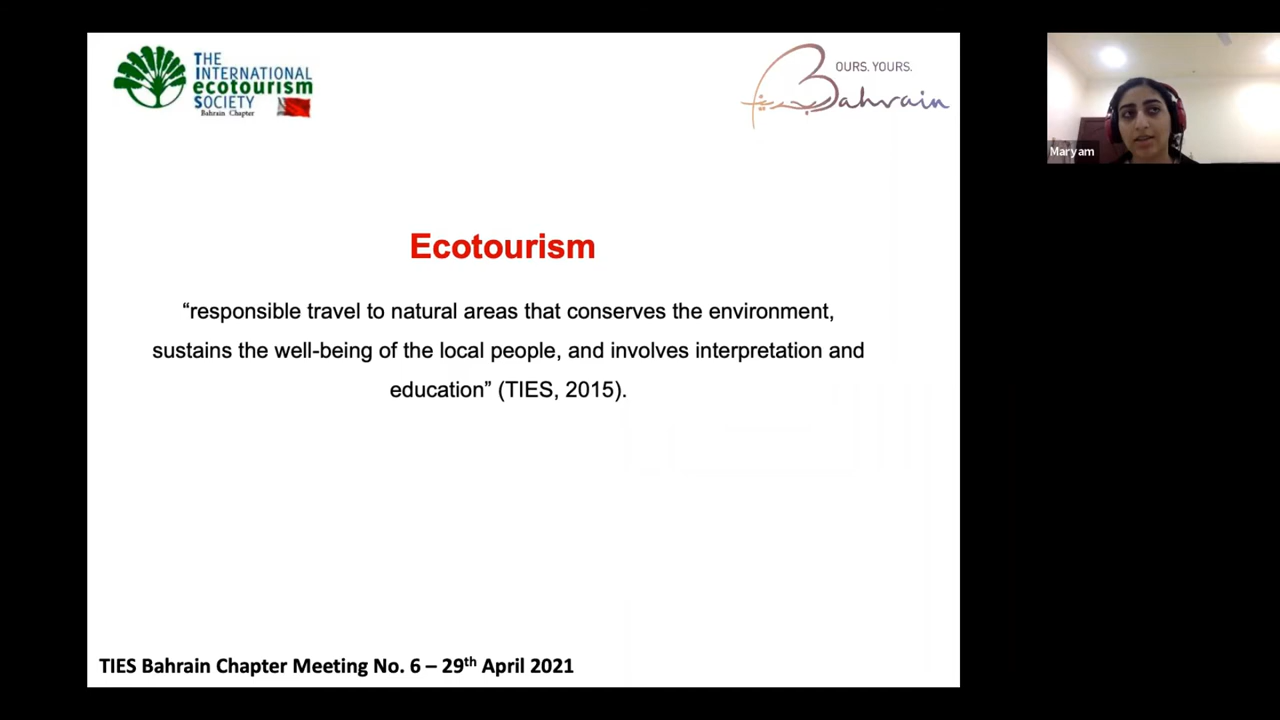 THE
INTERNATIONAL
ecotourism
SOCIETY
Bahrain Chapter
OURS. YOURS.
Bahrain
البحرين
Maryam
Ecotourism
“responsible travel to natural areas that conserves the environment,
sustains the well-being of the local people, and involves interpretation and
education” (TIES, 2015).
TIES Bahrain Chapter Meeting No. 6 – 29th April 2021